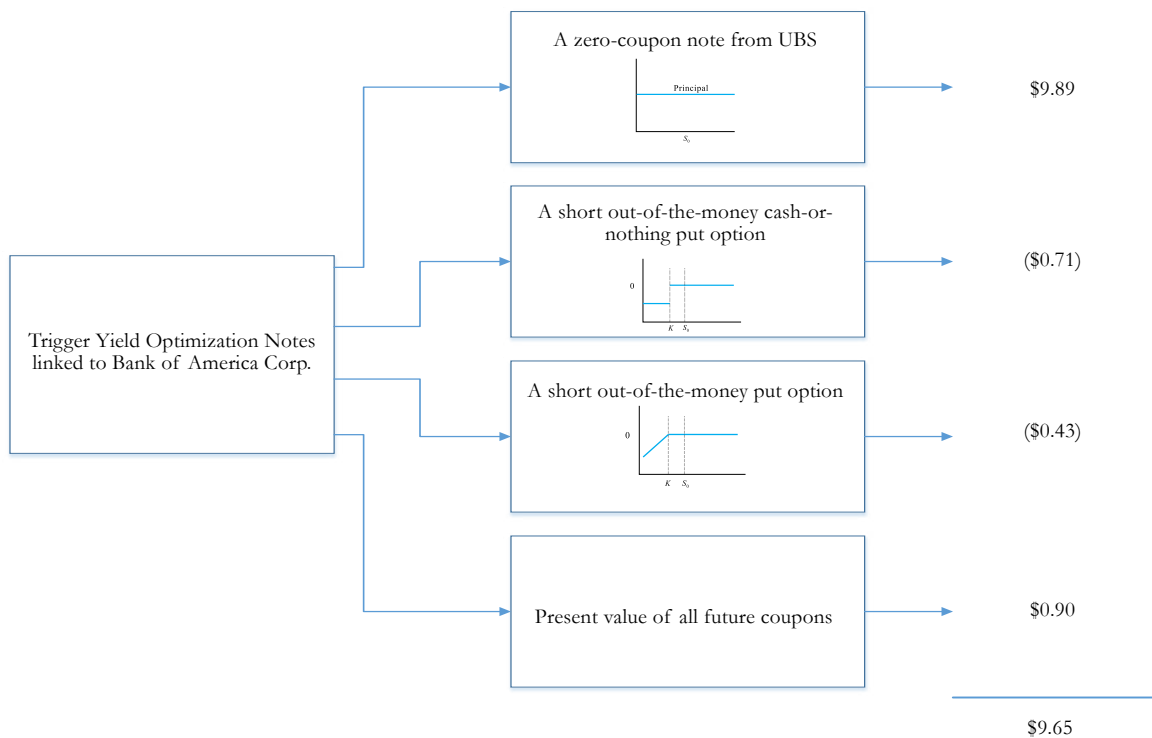 A zero-coupon note from UBS
Principal
S₀
$9.89
A short out-of-the-money cash-or-
nothing put option
0
K
S₀
($0.71)
Trigger Yield Optimization Notes
linked to Bank of America Corp.
A short out-of-the-money put option
0
K
S₀
($0.43)
Present value of all future coupons
$0.90
$9.65